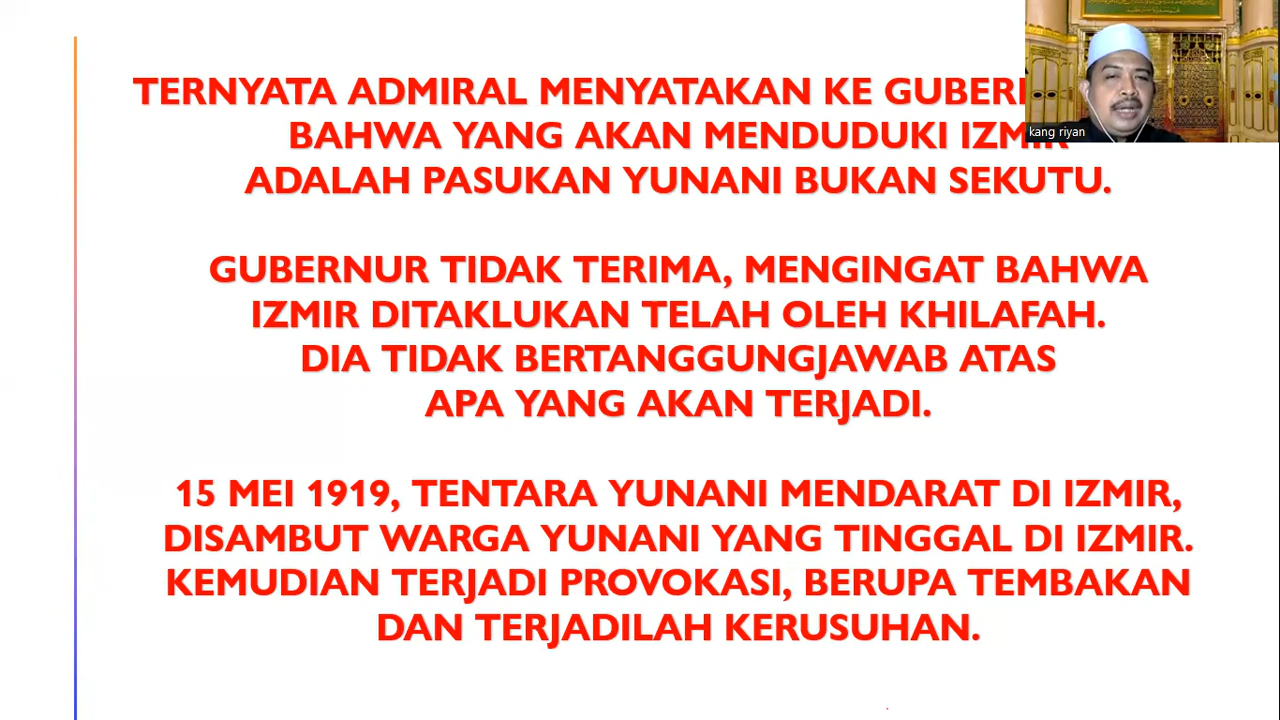 TERNYATA ADMIRAL MENYATAKAN KE
BAHWA YANG AKAN MENDUDUKI IZMIR
ADALAH PASUKAN YUNANI BUKAN SEKUTU.
GUBERNUR TIDAK TERIMA, MENGINGAT BAHWA
IZMIR DITAKLUKAN TELAH OLEH KHILAFAH.
DIA TIDAK BERTANGGUNGJAWAB ATAS
APA YANG AKAN TERJADI.
15 MEI 1919, TENTARA YUNANI MENDARAT DI IZMIR,
DISAMBUT WARGA YUNANI YANG TINGGAL DI IZMIR.
KEMUDIAN TERJADI PROVOKASI, BERUPA TEMBAKAN
DAN TERJADILAH KERUSUHAN.
kang riyan